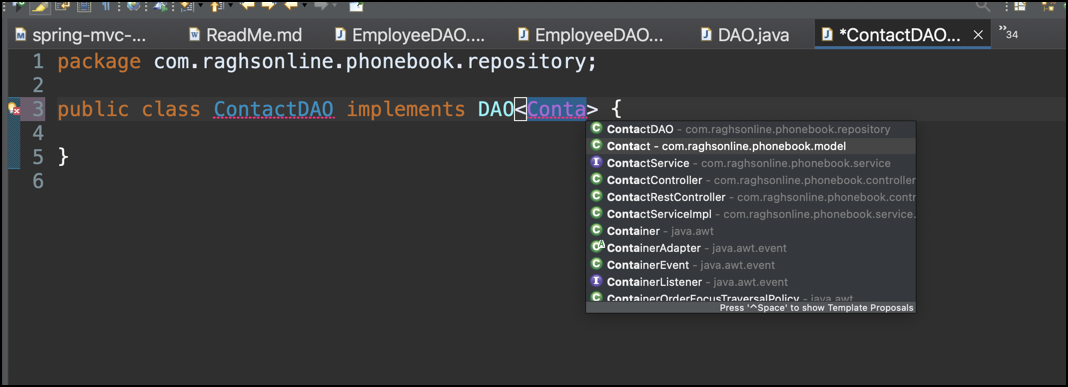 spring-mvc-...
ReadMe.md
EmployeeDAO....
EmployeeDAO...
DAO.java
*ContactDAO...
»34
1 package com.raghsonline.phonebook.repository;
2
3 public class ContactDAO implements DAO<Conta> {
4
5 }
6
ContactDAO - com.raghsonline.phonebook.repository
Contact - com.raghsonline.phonebook.model
ContactService - com.raghsonline.phonebook.service
ContactController - com.raghsonline.phonebook.controller
ContactRestController - com.raghsonline.phonebook.contr
ContactServiceImpl - com.raghsonline.phonebook.service.
Container - java.awt
ContainerAdapter - java.awt.event
ContainerEvent - java.awt.event
ContainerListener - java.awt.event
ContainerOrderFocusTraversalPolicy - java.awt
Press '^Space' to show Template Proposals